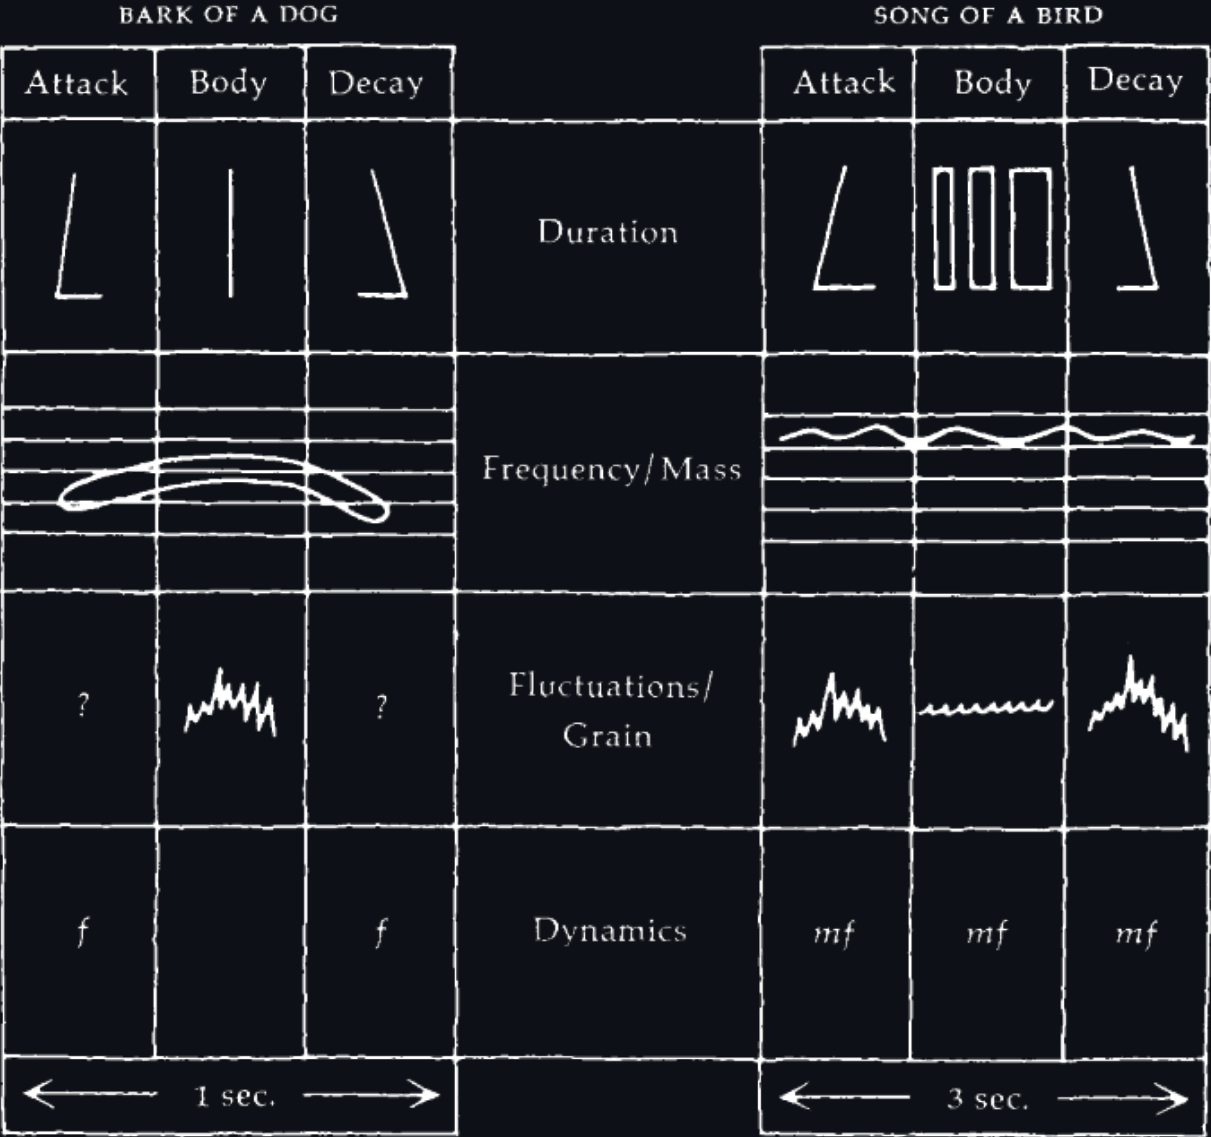 BARK OF A DOG
SONG OF A BIRD
Attack Body Decay
Attack Body Decay
Duration
Frequency/Mass
? ?
Fluctuations/
Grain
f f
Dynamics
mf mf mf
1 sec.
3 sec.